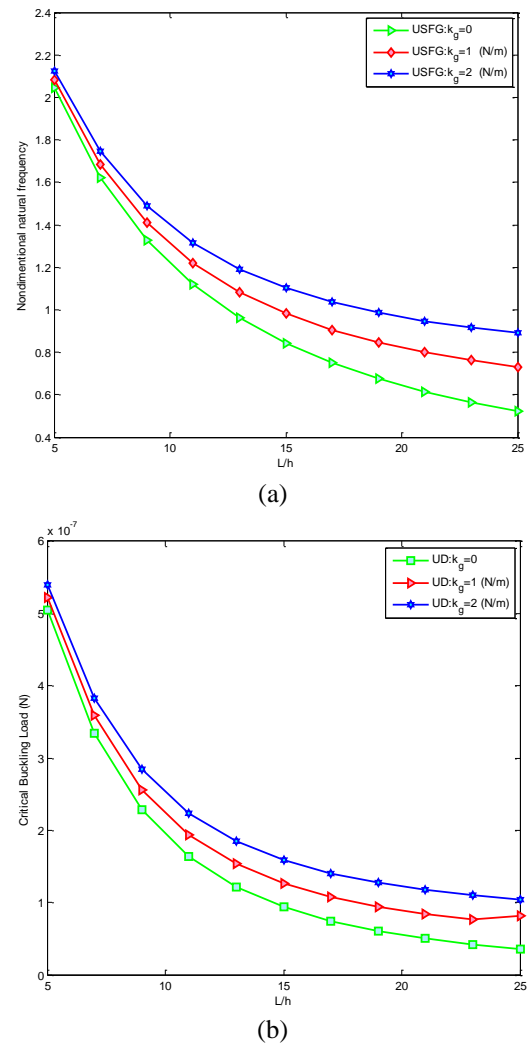 2.4
2.2
2
1.8
1.6
1.4
1.2
1
0.8
0.6
0.4
Nondimentional natural frequency
USFG:k_g=0
USFG:k_g=1 (N/m)
USFG:k_g=2 (N/m)
5 10 15 20 25
L/h
(a)
x 10^-7
6
5
4
3
2
1
0
Critical Buckling Load (N)
UD:k_g=0
UD:k_g=1 (N/m)
UD:k_g=2 (N/m)
5 10 15 20 25
L/h
(b)